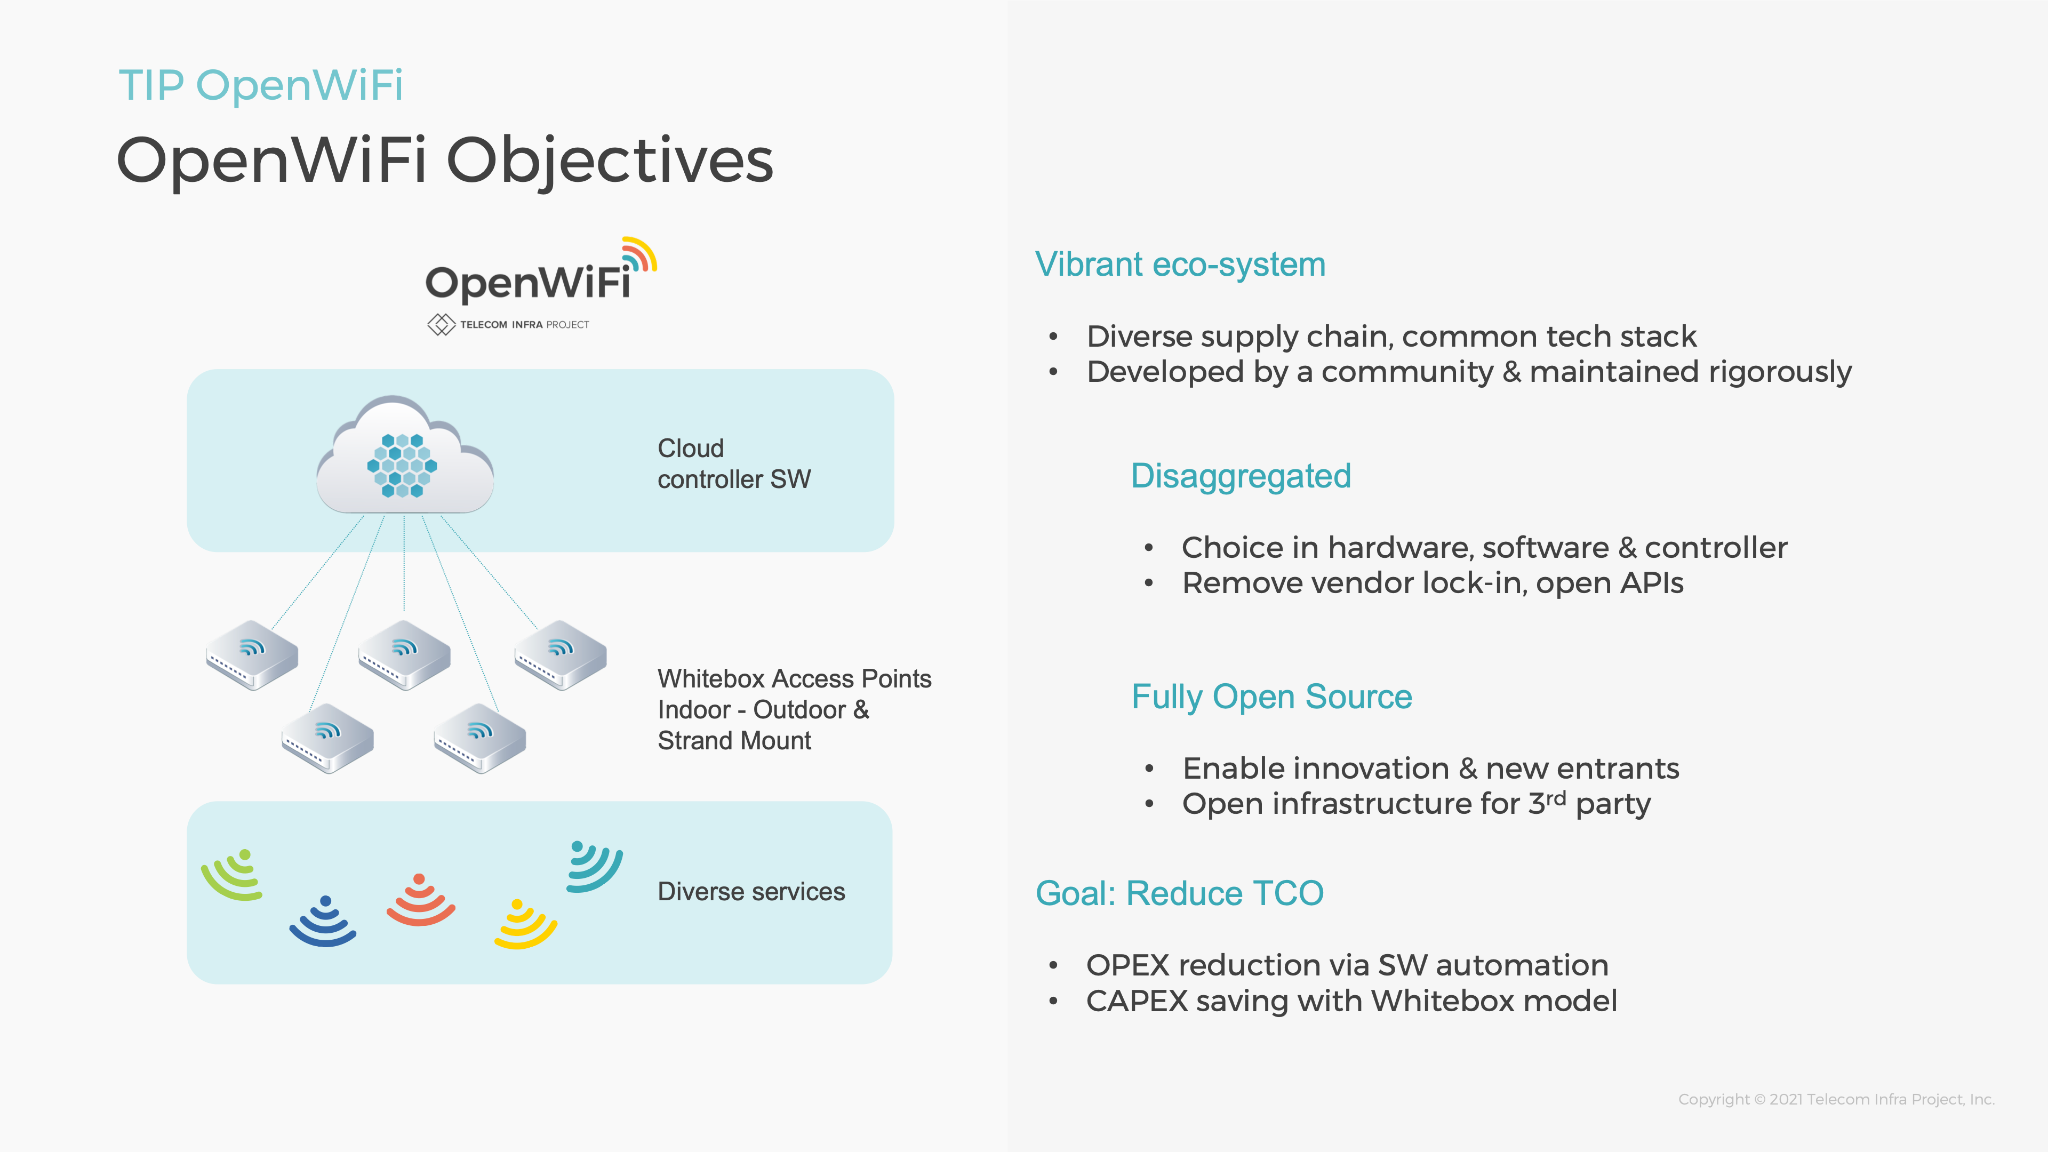 TIP OpenWiFi
OpenWiFi Objectives
OpenWiFi
TELECOM INFRA PROJECT
Cloud
controller SW
Whitebox Access Points
Indoor - Outdoor &
Strand Mount
Diverse services
Vibrant eco-system
• Diverse supply chain, common tech stack
• Developed by a community & maintained rigorously
Disaggregated
• Choice in hardware, software & controller
• Remove vendor lock-in, open APIs
Fully Open Source
• Enable innovation & new entrants
• Open infrastructure for 3rd party
Goal: Reduce TCO
• OPEX reduction via SW automation
• CAPEX saving with Whitebox model
Copyright © 2021 Telecom Infra Project, Inc.